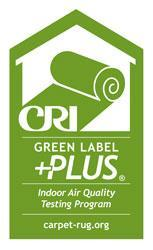 CRI
GREEN LABEL
+PLUS®
Indoor Air Quality
Testing Program
carpet-rug.org